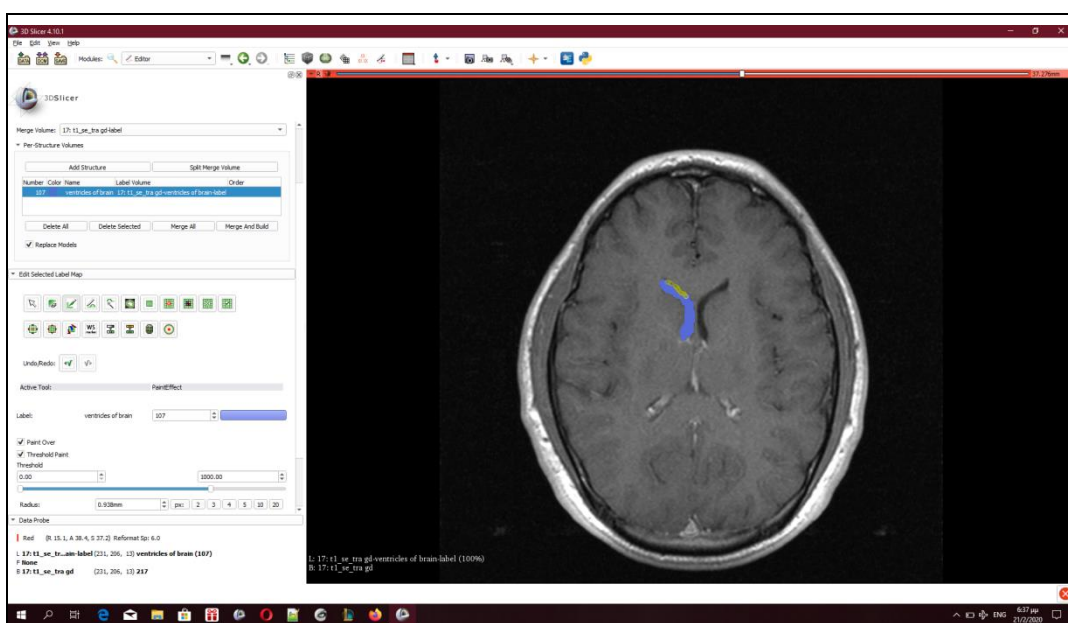 3D Slicer 4.10.1
File Edit View Help
DATA DCM SAVE Modules: Editor
R 37.276mm
3DSlicer
Merge Volume: 17: t1_se_tra gd-label
Per-Structure Volumes
Add Structure Split Merge Volume
Number Color Name Label Volume Order
107 ventricles of brain 17: t1_se_tra gd-ventricles of brain-label
Delete All Delete Selected Merge All Merge And Build
Replace Models
Edit Selected Label Map
WS
Undo/Redo:
Active Tool: PaintEffect
Label: ventricles of brain 107
Paint Over
Threshold Paint
Threshold
0.00 1000.00
Radius: 0.938mm px: 2 3 4 5 10 20
Data Probe
Red (R 15.1, A 38.4, S 37.2) Reformat Sp: 6.0
L 17: t1_se_tr...ain-label (231, 206, 13) ventricles of brain (107)
F None
B 17: t1_se_tra gd (231, 206, 13) 217
L: 17: t1_se_tra gd-ventricles of brain-label (100%)
B: 17: t1_se_tra gd
ENG 6:37 μμ
21/2/2020